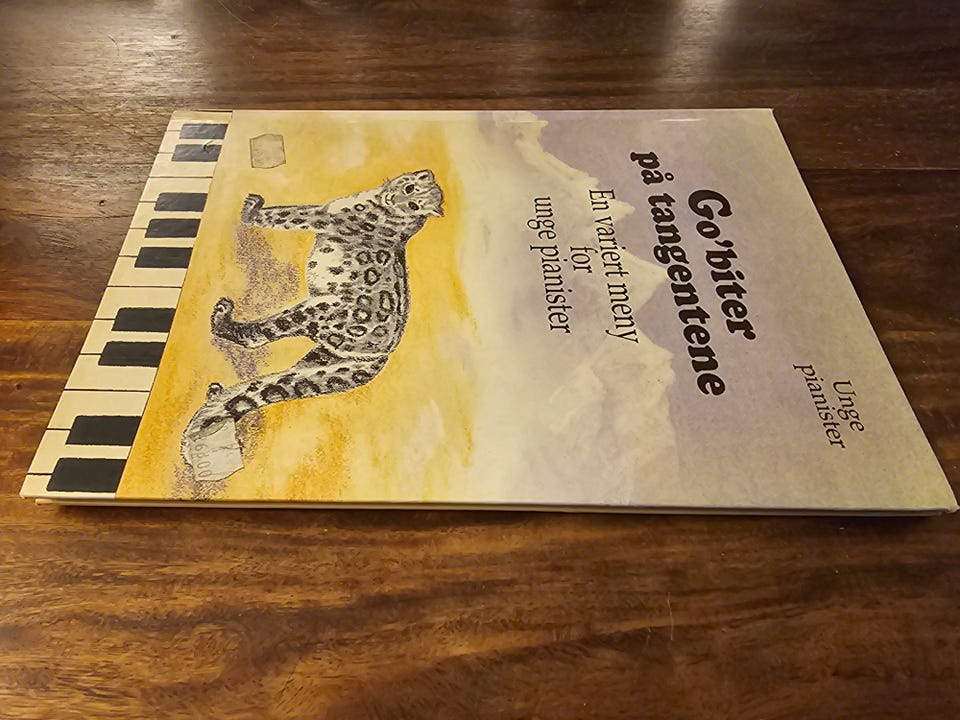 Unge
pianister
Go'biter
på tangentene
En variert meny
for
unge pianister